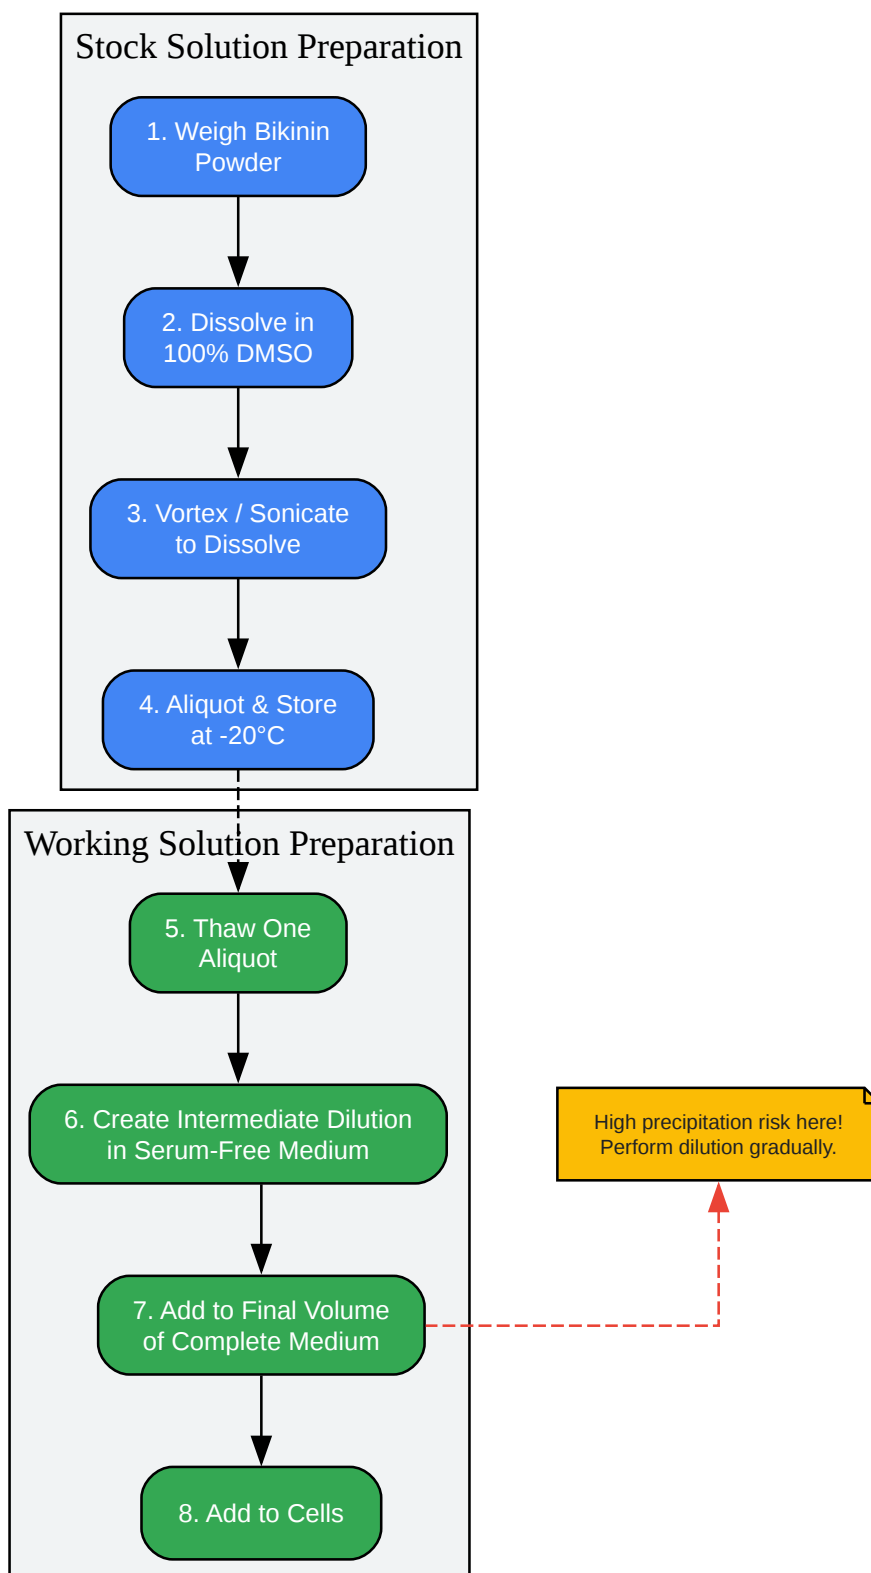 Stock Solution Preparation
1. Weigh Bikinin
Powder
2. Dissolve in
100% DMSO
3. Vortex / Sonicate
to Dissolve
4. Aliquot & Store
at -20°C
Working Solution Preparation
5. Thaw One
Aliquot
6. Create Intermediate Dilution
in Serum-Free Medium
High precipitation risk here!
Perform dilution gradually.
7. Add to Final Volume
of Complete Medium
8. Add to Cells